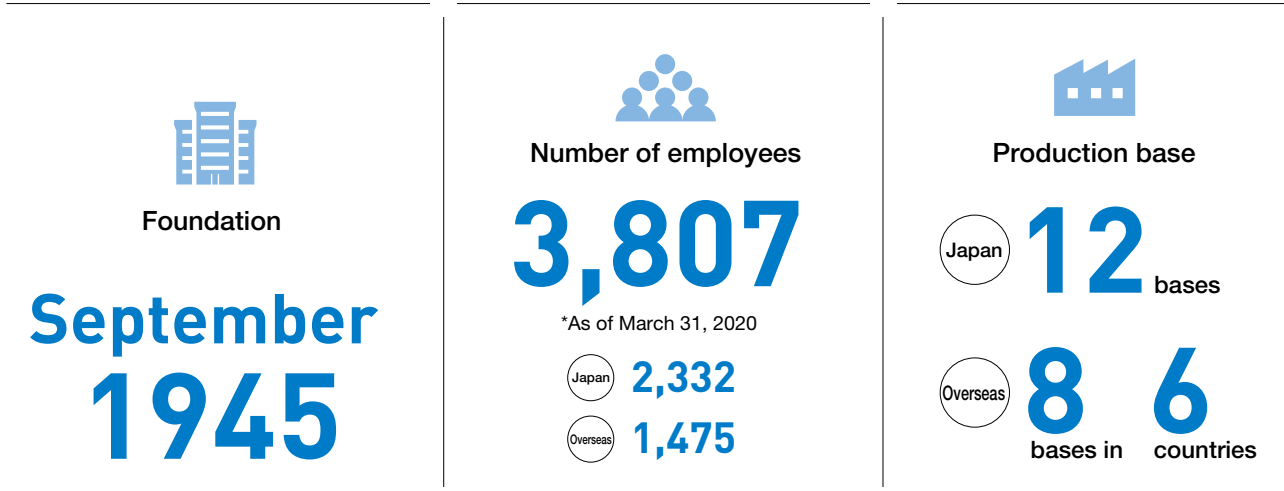 Foundation
September
1945
Number of employees
3,807
*As of March 31, 2020
Japan 2,332
Overseas 1,475
Production base
Japan 12 bases
Overseas 8 6
bases in countries